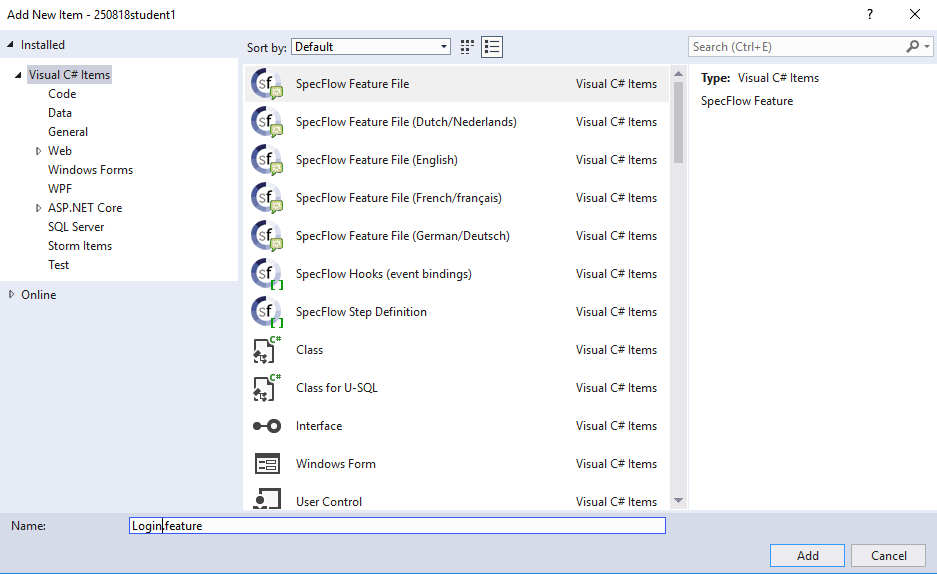 Add New Item - 250818student1
?
Installed
Sort by: Default
Search (Ctrl+E)
Visual C# Items
Code
Data
General
Web
Windows Forms
WPF
ASP.NET Core
SQL Server
Storm Items
Test
Online
SpecFlow Feature File Visual C# Items
SpecFlow Feature File (Dutch/Nederlands) Visual C# Items
SpecFlow Feature File (English) Visual C# Items
SpecFlow Feature File (French/français) Visual C# Items
SpecFlow Feature File (German/Deutsch) Visual C# Items
SpecFlow Hooks (event bindings) Visual C# Items
SpecFlow Step Definition Visual C# Items
Class Visual C# Items
Class for U-SQL Visual C# Items
Interface Visual C# Items
Windows Form Visual C# Items
User Control Visual C# Items
Type: Visual C# Items
SpecFlow Feature
Name: Login.feature
Add Cancel